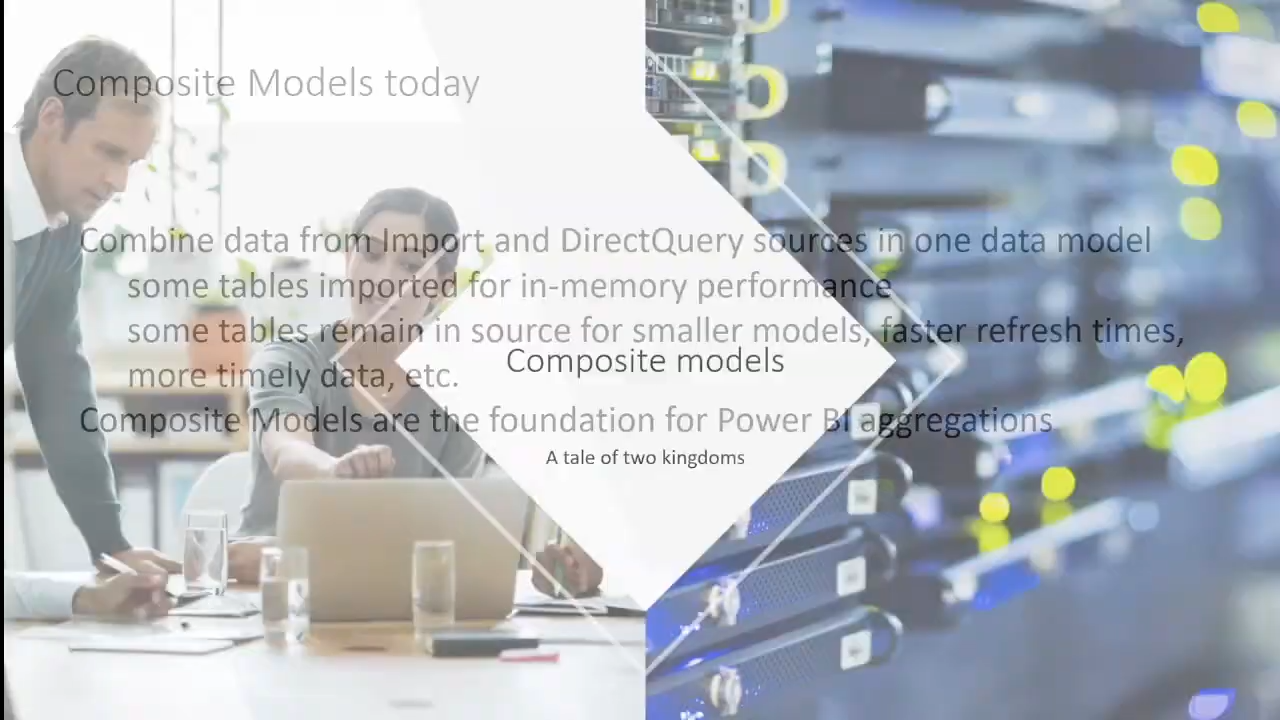 Composite Models today
Combine data from Import and DirectQuery sources in one data model
some tables imported for in-memory performance
some tables remain in source for smaller models, faster refresh times,
more timely data, etc.
Composite Models are the foundation for Power BI aggregations
Composite models
A tale of two kingdoms